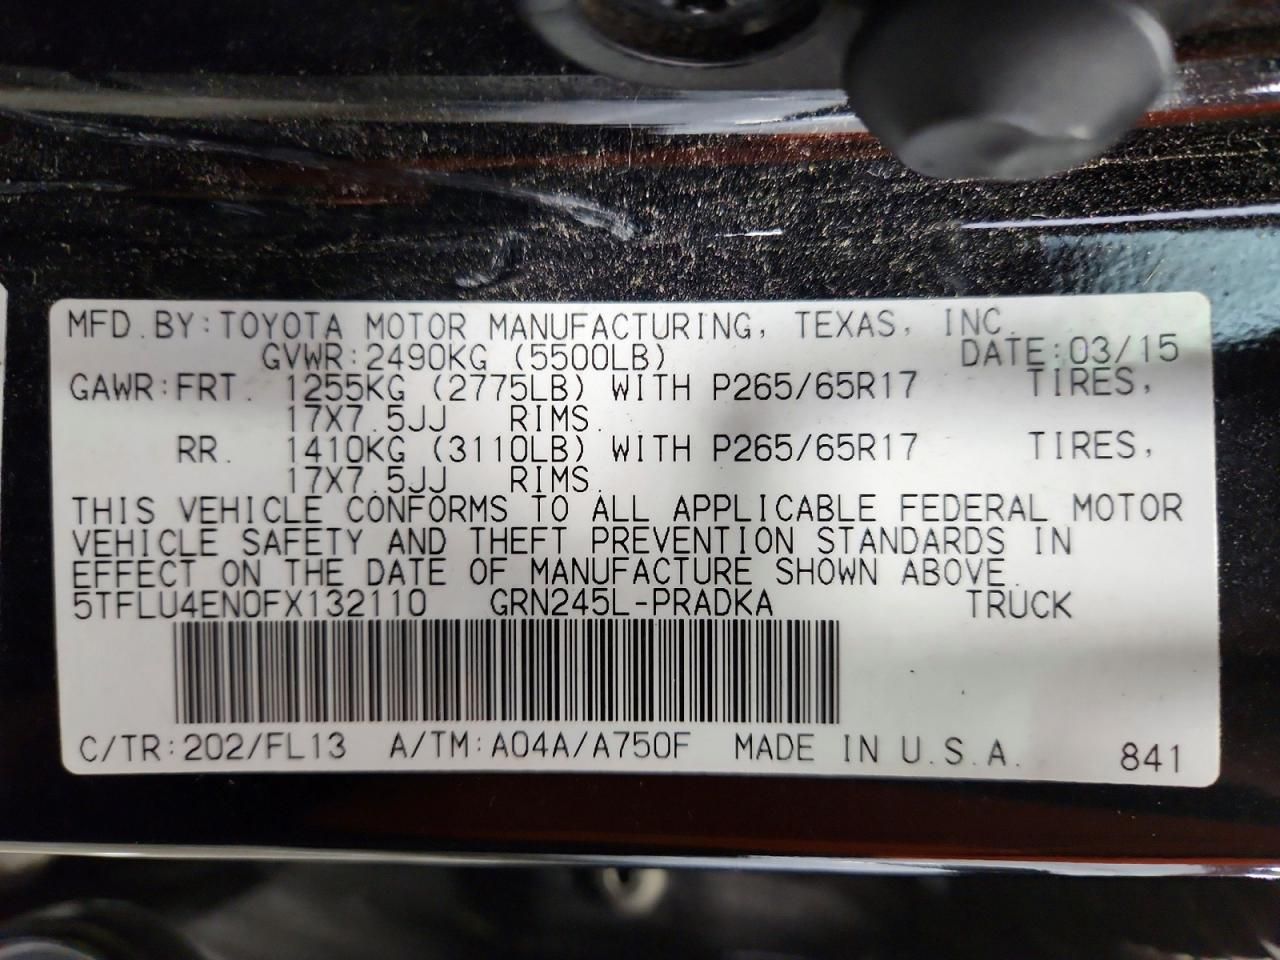 MFD.BY:TOYOTA MOTOR MANUFACTURING, TEXAS, INC.
GVWR:2490KG (5500LB) DATE:03/15
GAWR:FRT. 1255KG (2775LB) WITH P265/65R17 TIRES,
17X7.5JJ RIMS.
RR. 1410KG (3110LB) WITH P265/65R17 TIRES,
17X7.5JJ RIMS.
THIS VEHICLE CONFORMS TO ALL APPLICABLE FEDERAL MOTOR
VEHICLE SAFETY AND THEFT PREVENTION STANDARDS IN
EFFECT ON THE DATE OF MANUFACTURE SHOWN ABOVE.
5TFLU4EN0FX132110 GRN245L-PRADKA TRUCK
C/TR:202/FL13 A/TM:A04A/A750F MADE IN U.S.A. 841